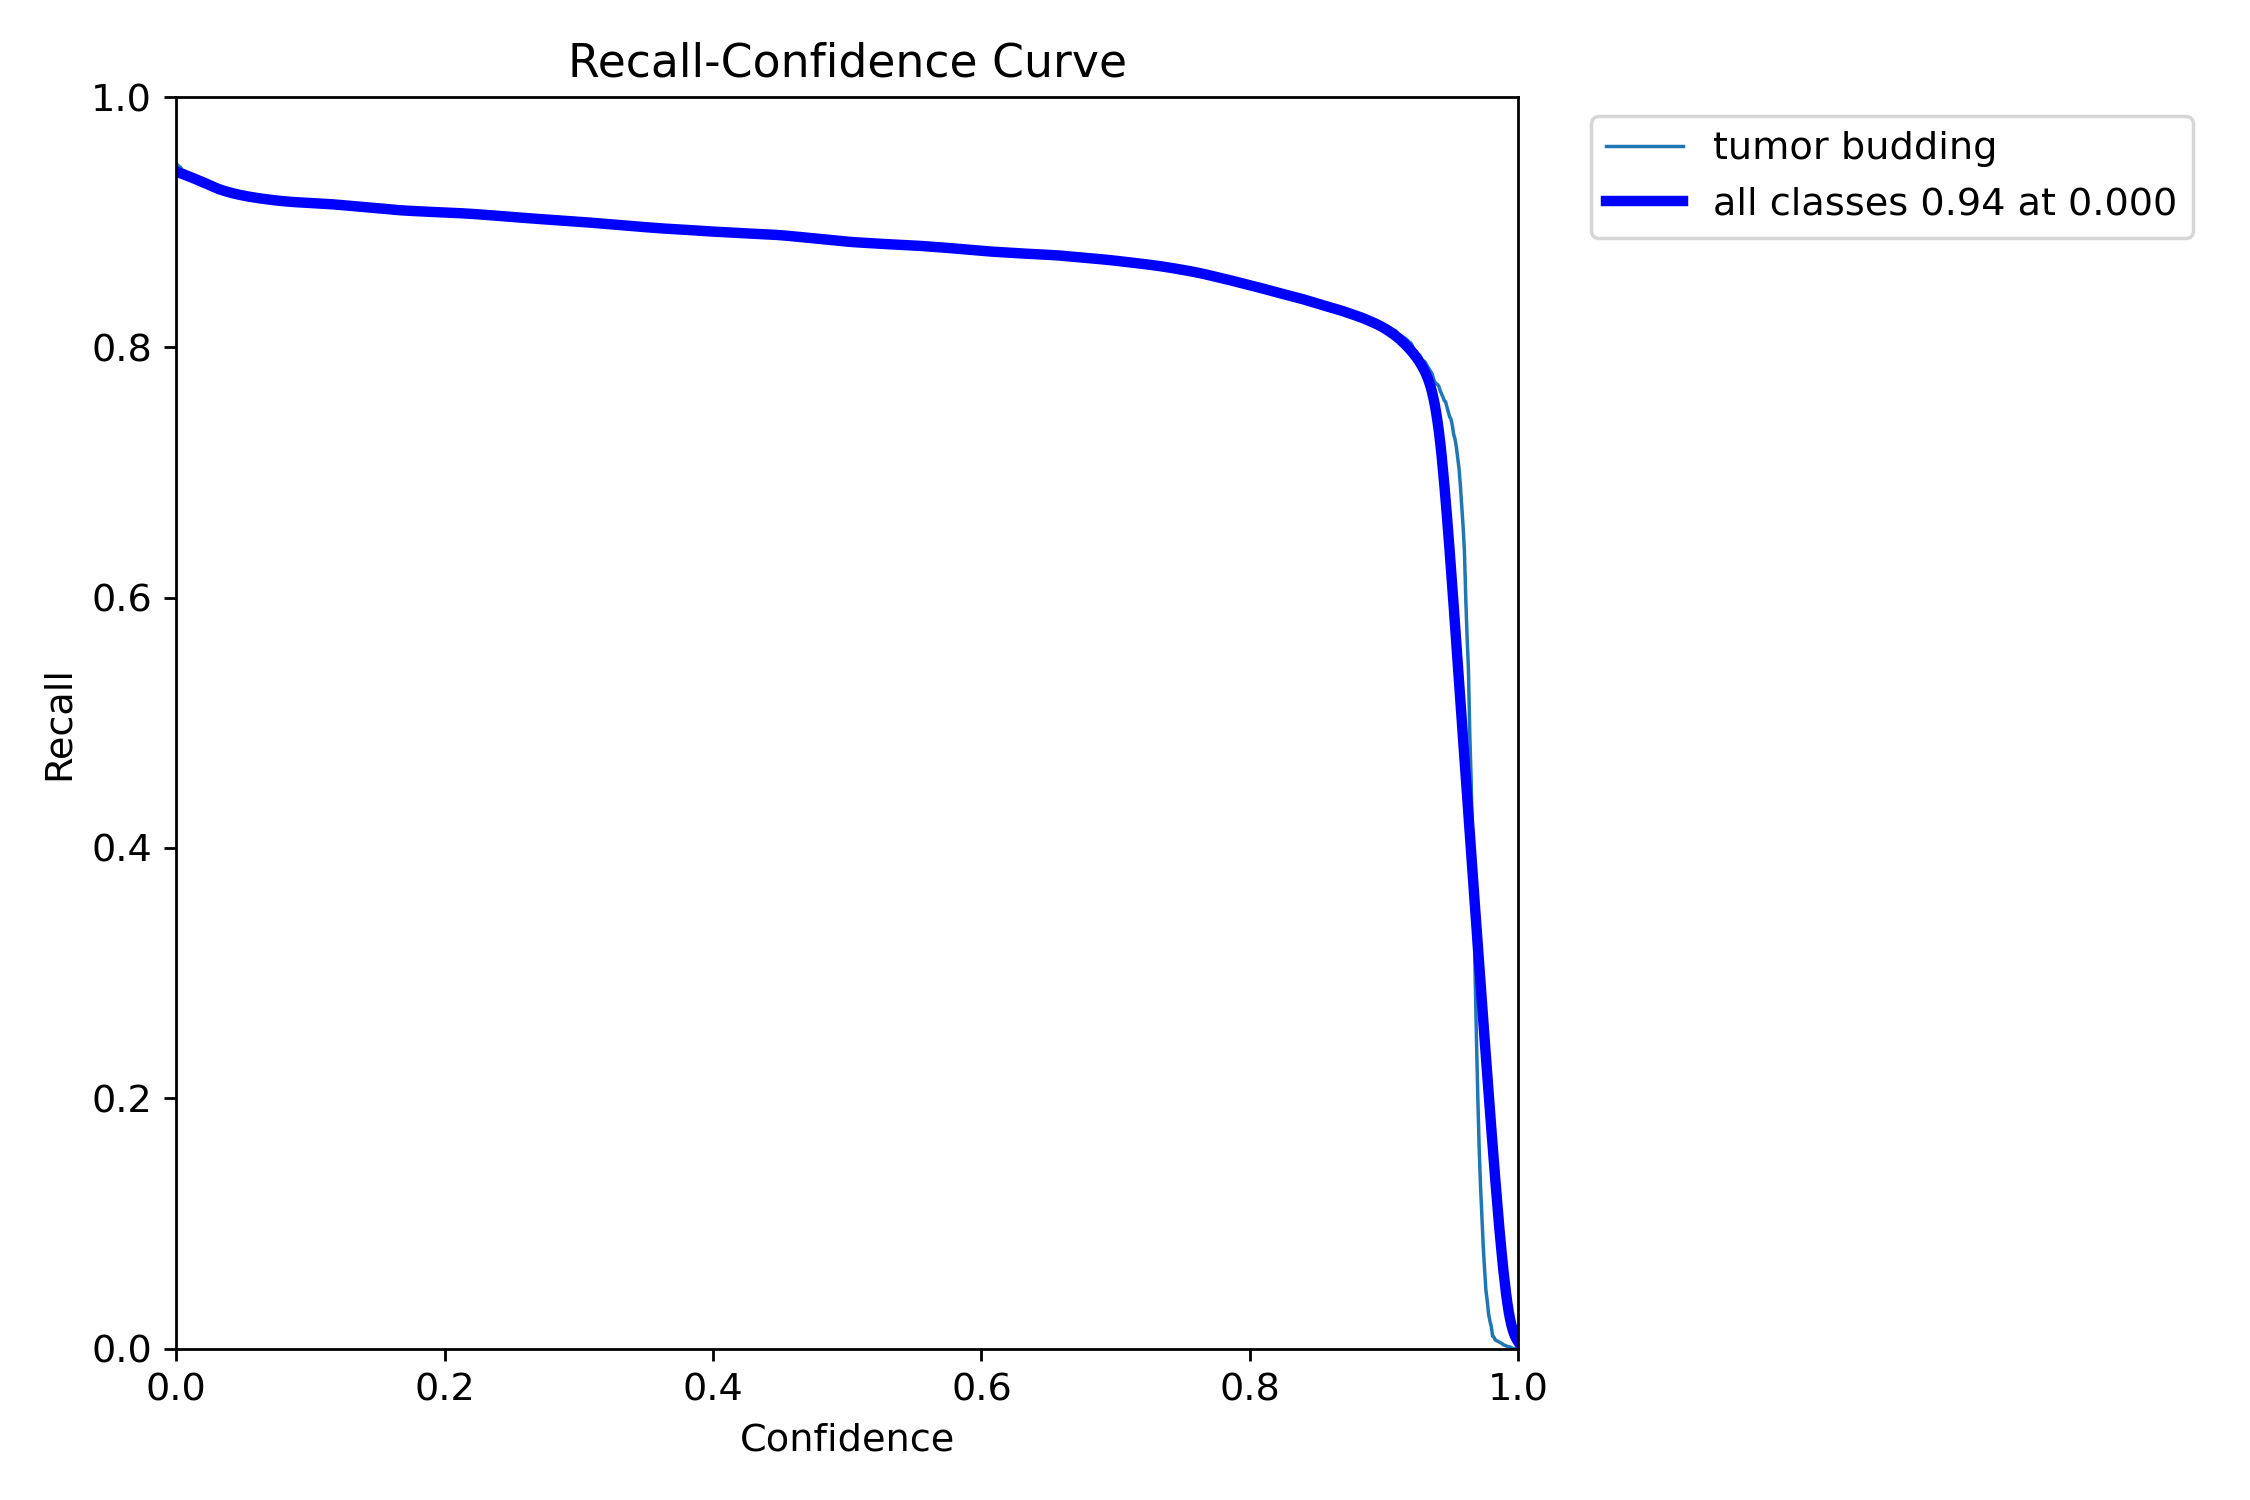 Recall-Confidence Curve
tumor budding
all classes 0.94 at 0.000
1.0
0.8
0.6
0.4
0.2
0.0
Recall
0.0 0.2 0.4 0.6 0.8 1.0
Confidence